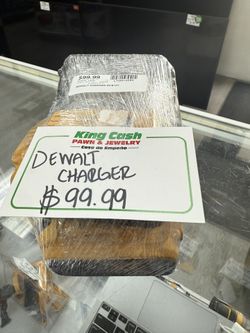 $99.99
King Cash
PAWN & JEWELRY
Casa de Empeño
DEWALT
CHARGER
$99.99